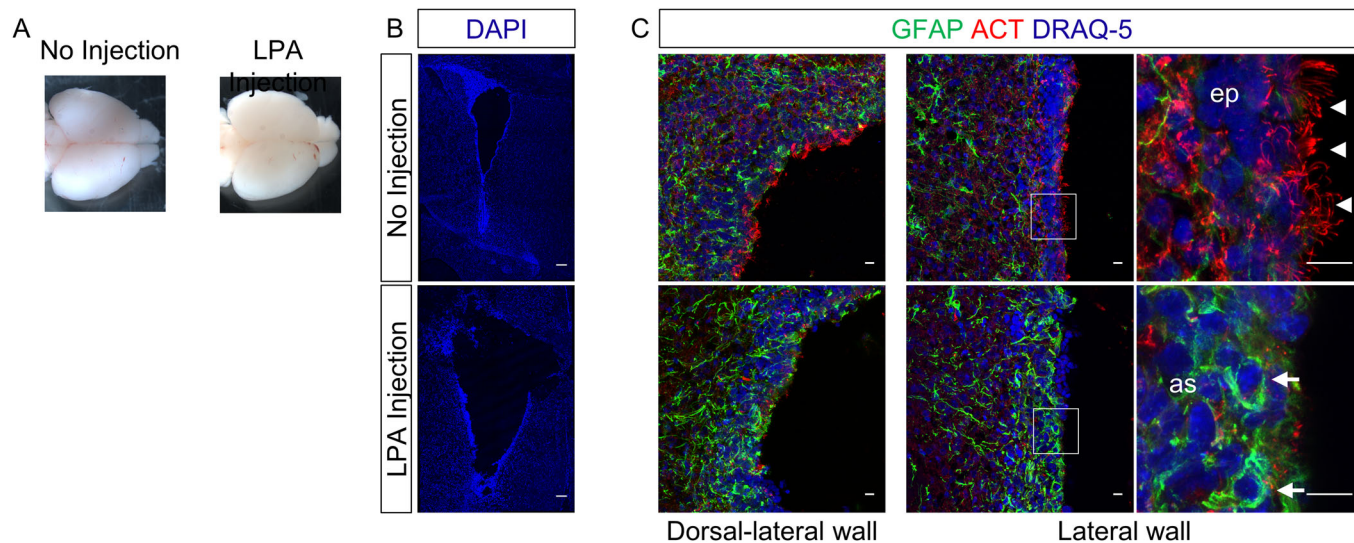 A
No Injection
LPA
Injection
B
DAPI
No Injection
LPA Injection
C
GFAP ACT DRAQ-5
ep
as
Dorsal-lateral wall
Lateral wall